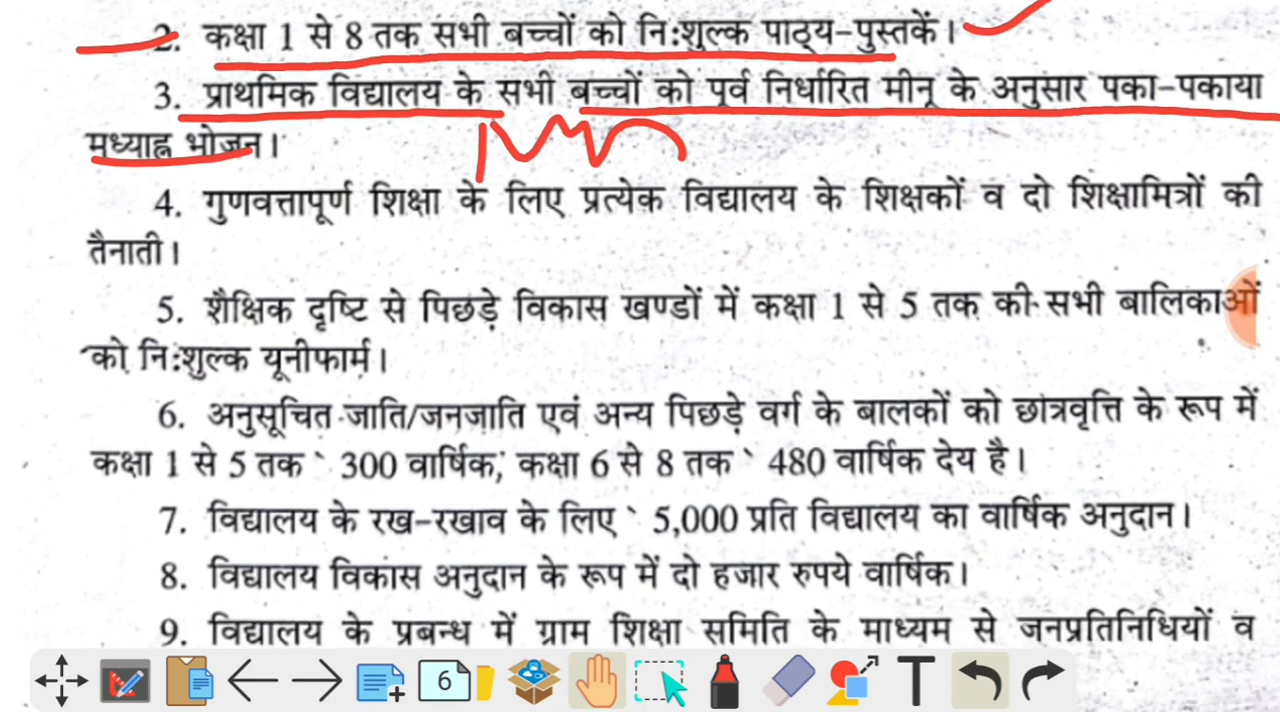 2. कक्षा 1 से 8 तक सभी बच्चों को नि:शुल्क पाठ्य-पुस्तकें।
3. प्राथमिक विद्यालय के सभी बच्चों को पूर्व निर्धारित मीनू के अनुसार पका-पकाया
मध्याह्न भोजन।
4. गुणवत्तापूर्ण शिक्षा के लिए प्रत्येक विद्यालय के शिक्षकों व दो शिक्षामित्रों की
तैनाती।
5. शैक्षिक दृष्टि से पिछड़े विकास खण्डों में कक्षा 1 से 5 तक की सभी बालिकाओं
को नि:शुल्क यूनीफार्म।
6. अनुसूचित जाति/जनजाति एवं अन्य पिछड़े वर्ग के बालकों को छात्रवृत्ति के रूप में
कक्षा 1 से 5 तक ` 300 वार्षिक, कक्षा 6 से 8 तक ` 480 वार्षिक देय है।
7. विद्यालय के रख-रखाव के लिए ` 5,000 प्रति विद्यालय का वार्षिक अनुदान।
8. विद्यालय विकास अनुदान के रूप में दो हजार रुपये वार्षिक।
9. विद्यालय के प्रबन्ध में ग्राम शिक्षा समिति के माध्यम से जनप्रतिनिधियों व
6 T